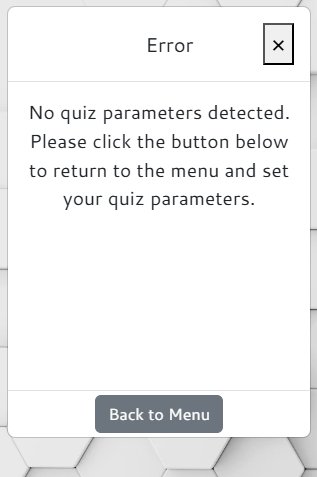 Error
×
No quiz parameters detected.
Please click the button below
to return to the menu and set
your quiz parameters.
Back to Menu